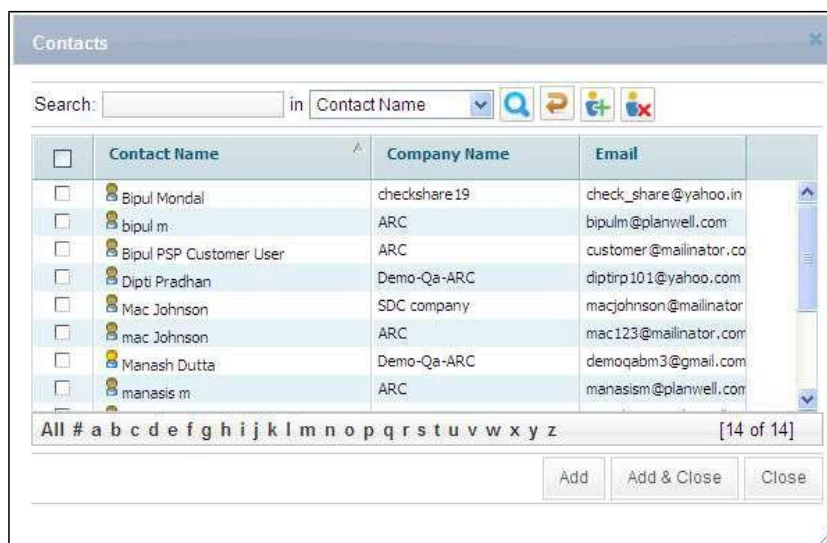 Contacts
Search: in Contact Name
Contact Name Company Name Email
Bipul Mondal checkshare19 check_share@yahoo.in
bipul m ARC bipulm@planwell.com
Bipul PSP Customer User ARC customer@mailinator.co
Dipti Pradhan Demo-Qa-ARC diptirp101@yahoo.com
Mac Johnson SDC company macjohnson@mailinator
mac Johnson ARC mac123@mailinator.com
Manash Dutta Demo-Qa-ARC demoqabm3@gmail.com
manasis m ARC manasism@planwell.com
All # a b c d e f g h i j k l m n o p q r s t u v w x y z [14 of 14]
Add Add & Close Close